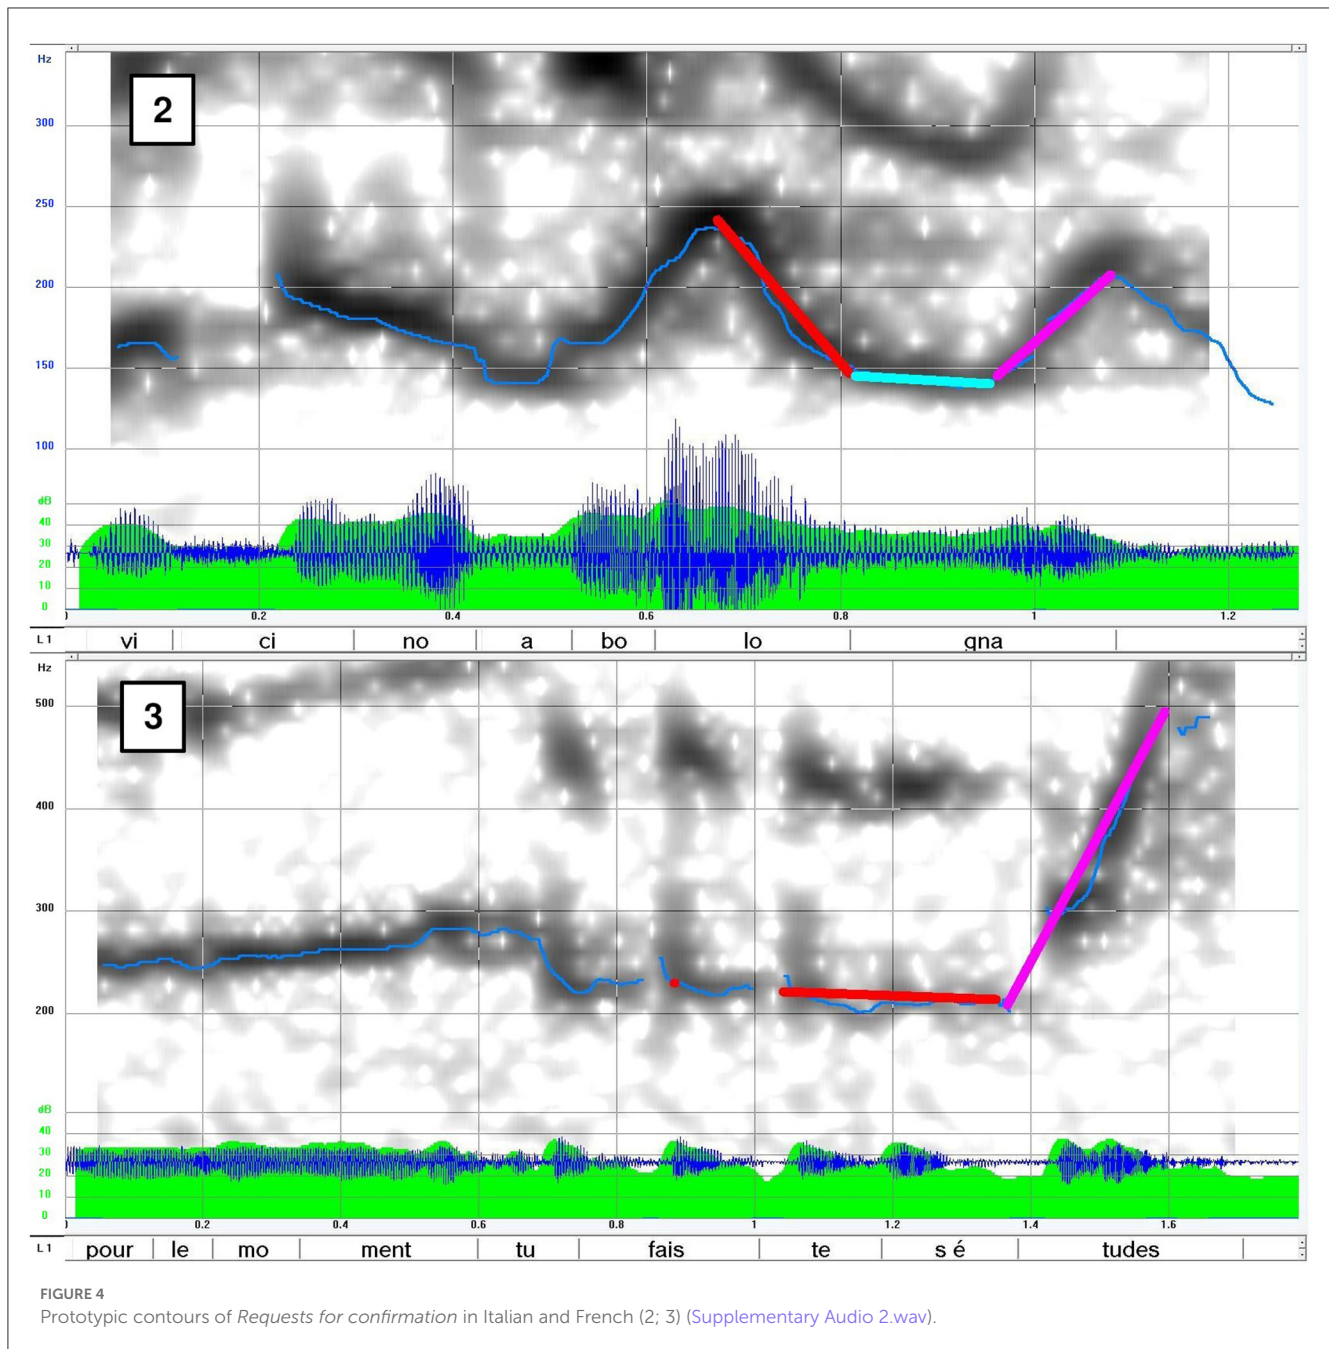 Hz
2
300
250
200
150
100
dB
40
30
20
10
0
0.2 0.4 0.6 0.8 1 1.2
L1 vi | ci | no | a | bo | lo | gna |
Hz
3
500
400
300
200
dB
40
30
20
10
0
0.2 0.4 0.6 0.8 1 1.2 1.4 1.6
L1 pour | le | mo | ment | tu | fais | te | s é | tudes |
FIGURE 4
Prototypic contours of Requests for confirmation in Italian and French (2; 3) (Supplementary Audio 2.wav).